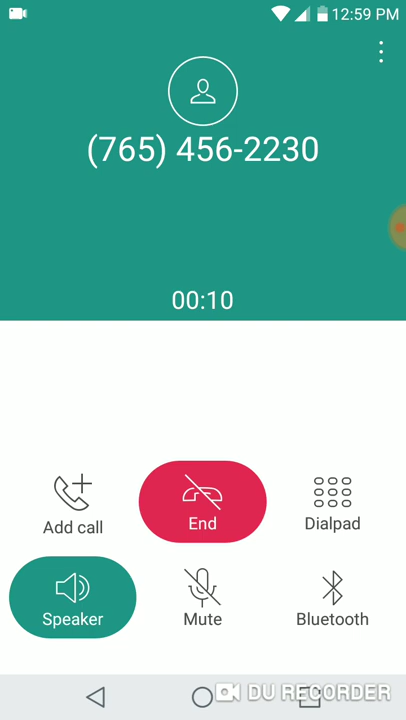 12:59 PM
(765) 456-2230
00:10
Add call
End
Dialpad
Speaker
Mute
Bluetooth
DU RECORDER